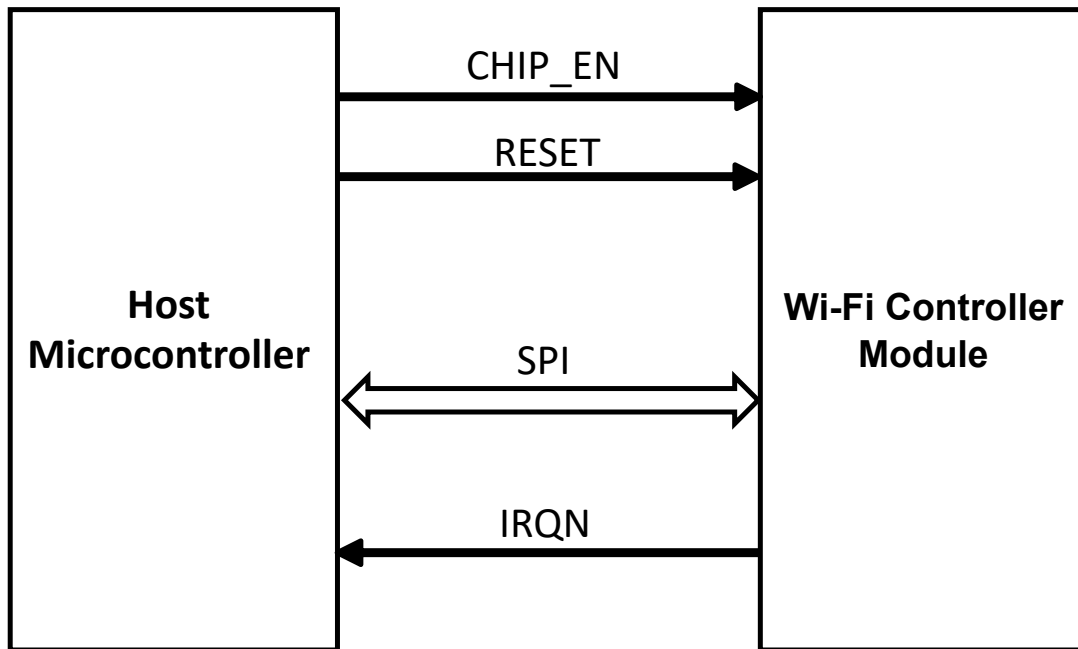 CHIP_EN
RESET
Host
Microcontroller
Wi-Fi Controller
Module
SPI
IRQN